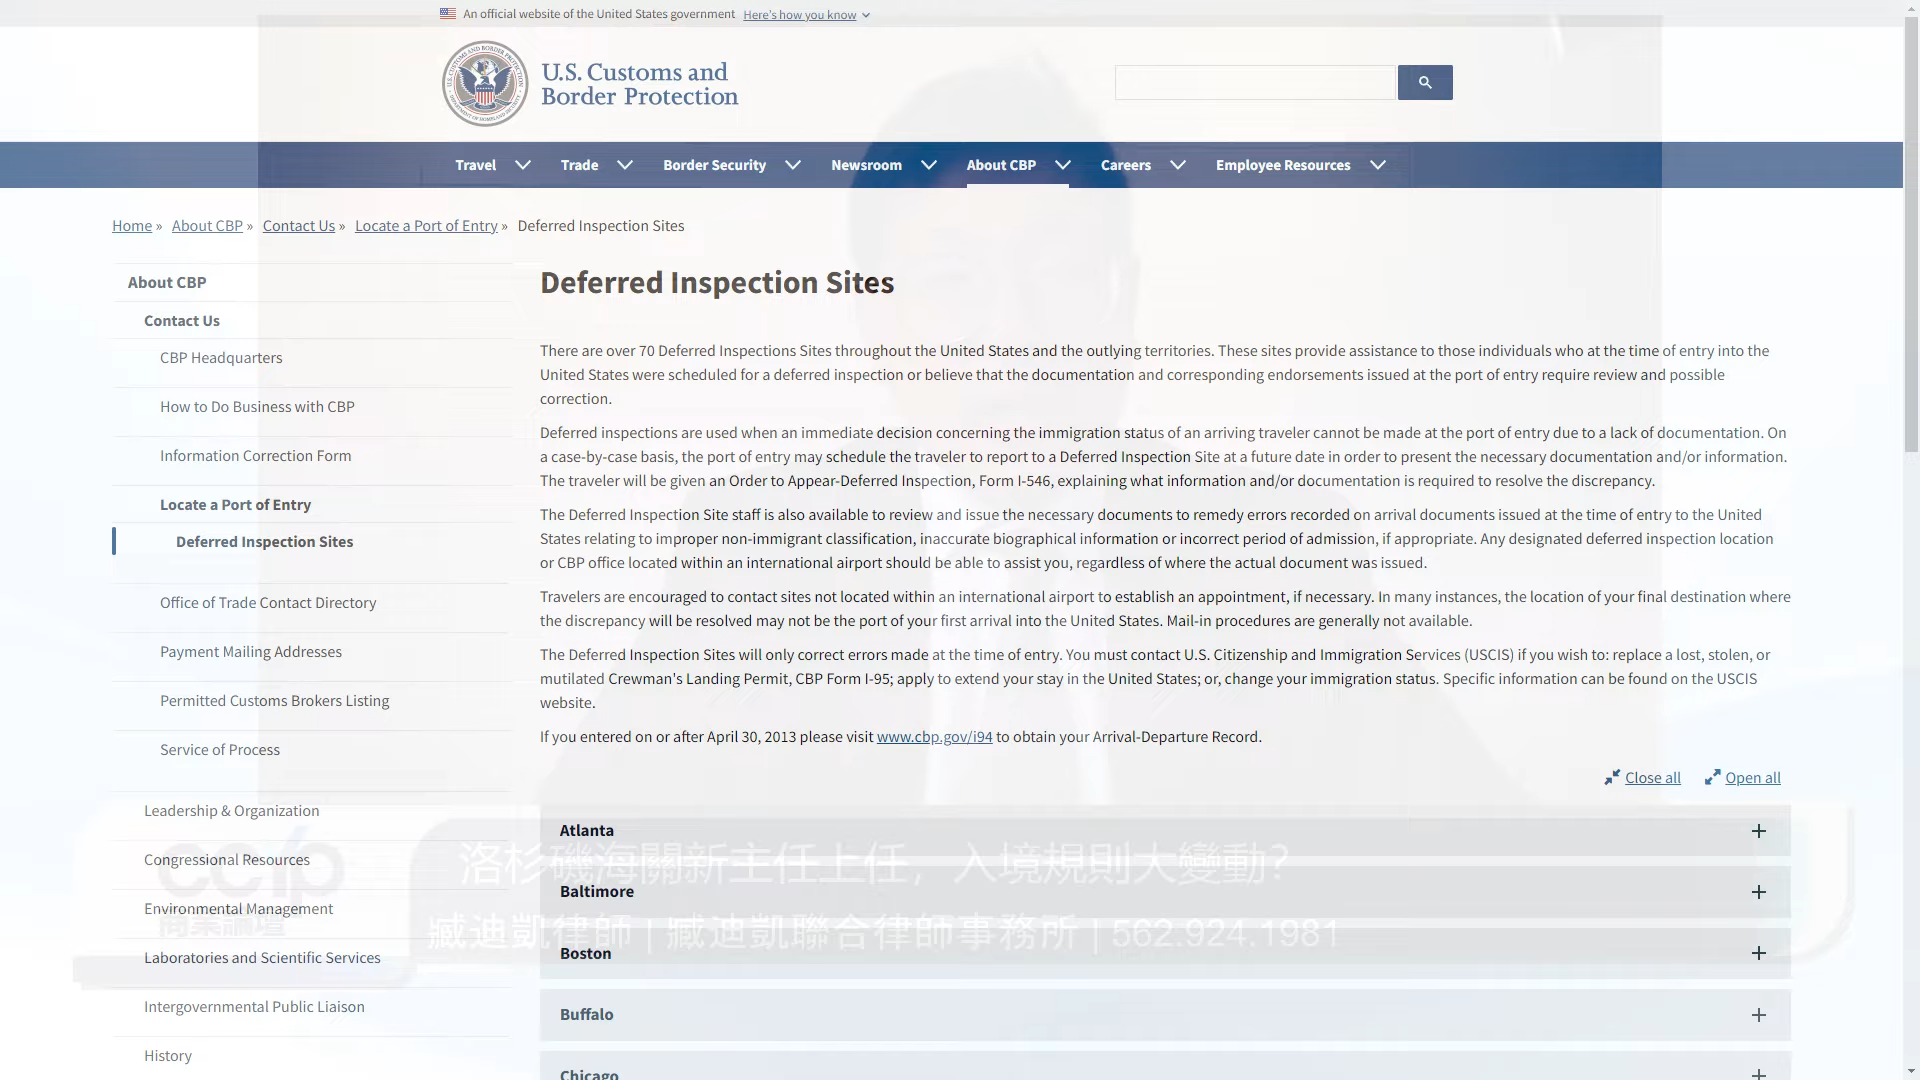 An official website of the United States government Here's how you know
U.S. Customs and
Border Protection
Travel Trade Border Security Newsroom About CBP Careers Employee Resources
Home » About CBP » Contact Us » Locate a Port of Entry » Deferred Inspection Sites
About CBP
Contact Us
CBP Headquarters
How to Do Business with CBP
Information Correction Form
Locate a Port of Entry
Deferred Inspection Sites
Office of Trade Contact Directory
Payment Mailing Addresses
Permitted Customs Brokers Listing
Service of Process
Leadership & Organization
Congressional Resources
Environmental Management
Laboratories and Scientific Services
Intergovernmental Public Liaison
History
Deferred Inspection Sites
There are over 70 Deferred Inspections Sites throughout the United States and the outlying territories. These sites provide assistance to those individuals who at the time of entry into the
United States were scheduled for a deferred inspection or believe that the documentation and corresponding endorsements issued at the port of entry require review and possible
correction.
Deferred inspections are used when an immediate decision concerning the immigration status of an arriving traveler cannot be made at the port of entry due to a lack of documentation. On
a case-by-case basis, the port of entry may schedule the traveler to report to a Deferred Inspection Site at a future date in order to present the necessary documentation and/or information.
The traveler will be given an Order to Appear-Deferred Inspection, Form I-546, explaining what information and/or documentation is required to resolve the discrepancy.
The Deferred Inspection Site staff is also available to review and issue the necessary documents to remedy errors recorded on arrival documents issued at the time of entry to the United
States relating to improper non-immigrant classification, inaccurate biographical information or incorrect period of admission, if appropriate. Any designated deferred inspection location
or CBP office located within an international airport should be able to assist you, regardless of where the actual document was issued.
Travelers are encouraged to contact sites not located within an international airport to establish an appointment, if necessary. In many instances, the location of your final destination where
the discrepancy will be resolved may not be the port of your first arrival into the United States. Mail-in procedures are generally not available.
The Deferred Inspection Sites will only correct errors made at the time of entry. You must contact U.S. Citizenship and Immigration Services (USCIS) if you wish to: replace a lost, stolen, or
mutilated Crewman's Landing Permit, CBP Form I-95; apply to extend your stay in the United States; or, change your immigration status. Specific information can be found on the USCIS
website.
If you entered on or after April 30, 2013 please visit www.cbp.gov/i94 to obtain your Arrival-Departure Record.
Close all Open all
Atlanta
Baltimore
Boston
Buffalo
Chicago
洛杉磯海關新主任上任，入境規則大變動？
臧迪凱律師 | 臧迪凱聯合律師事務所 | 562.924.1981